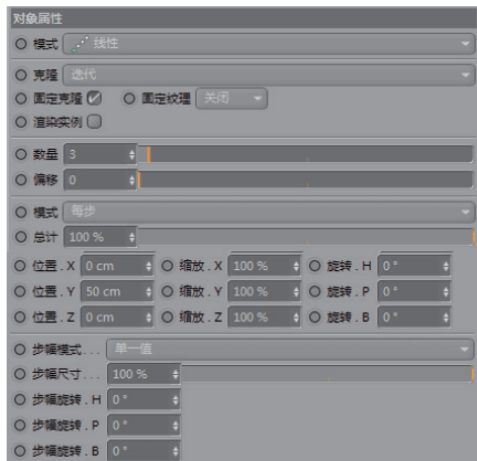 对象属性
模式 线性
克隆 迭代
固定克隆 固定纹理 关闭
渲染实例
数量 3
偏移 0
模式 每步
总计 100 %
位置 . X 0 cm 缩放 . X 100 % 旋转 . H 0 °
位置 . Y 50 cm 缩放 . Y 100 % 旋转 . P 0 °
位置 . Z 0 cm 缩放 . Z 100 % 旋转 . B 0 °
步幅模式 . . . 单一值
步幅尺寸 . . . 100 %
步幅旋转 . H 0 °
步幅旋转 . P 0 °
步幅旋转 . B 0 °